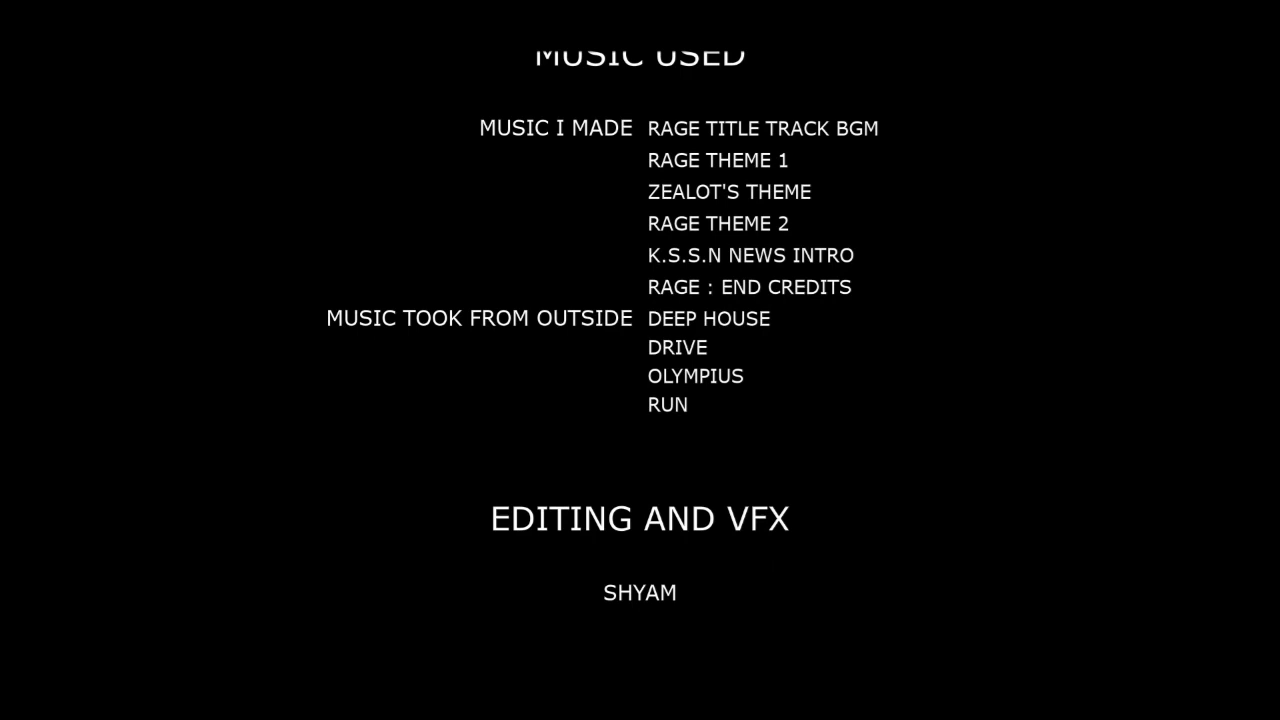 MUSIC USED
MUSIC I MADE RAGE TITLE TRACK BGM
RAGE THEME 1
ZEALOT'S THEME
RAGE THEME 2
K.S.S.N NEWS INTRO
RAGE : END CREDITS
MUSIC TOOK FROM OUTSIDE DEEP HOUSE
DRIVE
OLYMPIUS
RUN
EDITING AND VFX
SHYAM